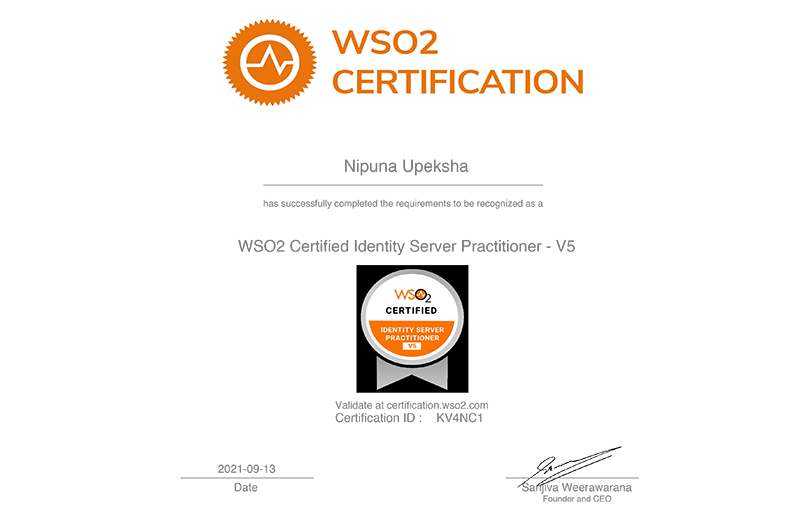 WSO2
CERTIFICATION
Nipuna Upeksha
has successfully completed the requirements to be recognized as a
WSO2 Certified Identity Server Practitioner - V5
WSO2
CERTIFIED
IDENTITY SERVER
PRACTITIONER
V5
Validate at certification.wso2.com
Certification ID : KV4NC1
2021-09-13
Date
Sanjiva Weerawarana
Founder and CEO